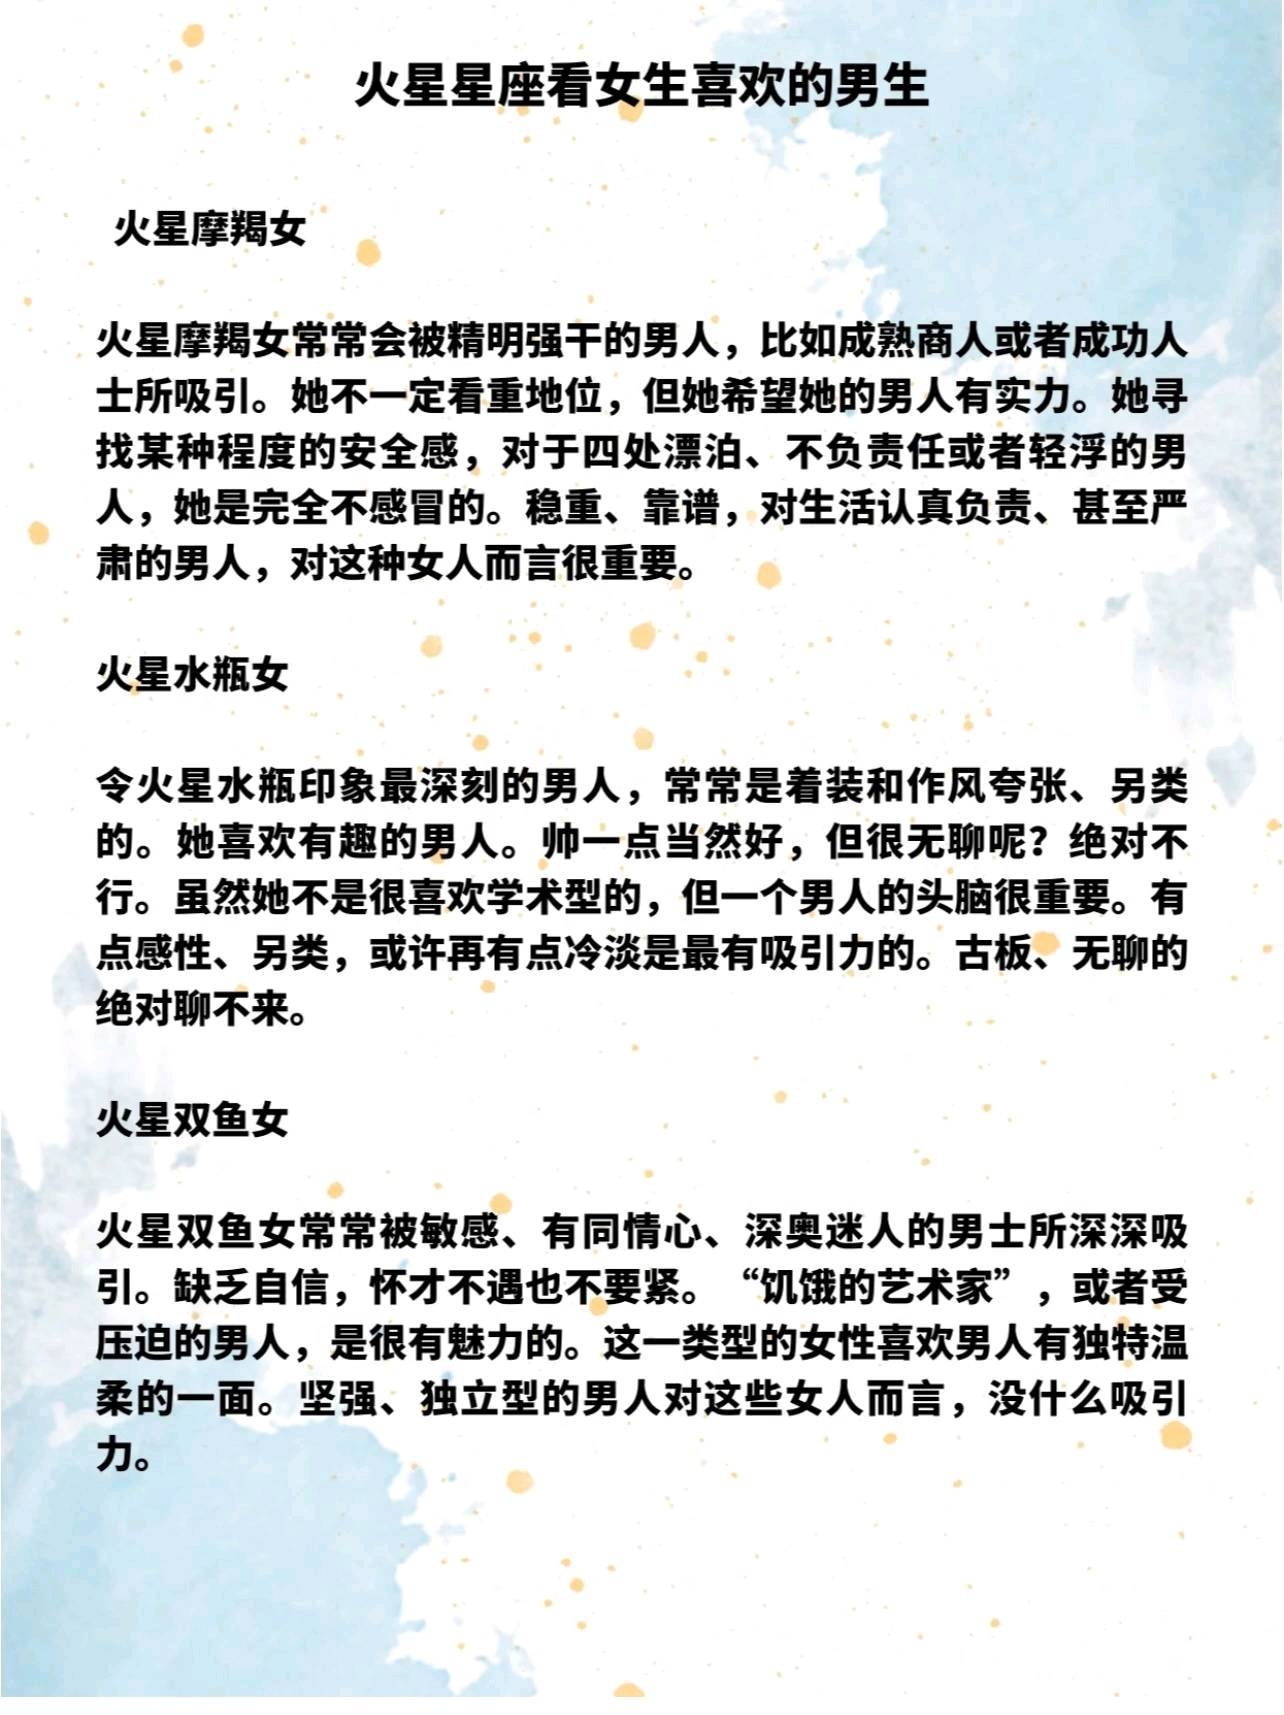 火星星座看女生喜欢的男生
火星摩羯女
火星摩羯女常常会被精明强干的男人，比如成熟商人或者成功人
士所吸引。她不一定看重地位，但她希望她的男人有实力。她寻
找某种程度的安全感，对于四处漂泊、不负责任或者轻浮的男
人，她是完全不感冒的。稳重、靠谱，对生活认真负责、甚至严
肃的男人，对这种女人而言很重要。
火星水瓶女
令火星水瓶印象最深刻的男人，常常是着装和作风夸张、另类
的。她喜欢有趣的男人。帅一点当然好，但很无聊呢？绝对不
行。虽然她不是很喜欢学术型的，但一个男人的头脑很重要。有
点感性、另类，或许再有点冷淡是最有吸引力的。古板、无聊的
绝对聊不来。
火星双鱼女
火星双鱼女常常被敏感、有同情心、深奥迷人的男士所深深吸
引。缺乏自信，怀才不遇也不要紧。“饥饿的艺术家”，或者受
压迫的男人，是很有魅力的。这一类型的女性喜欢男人有独特温
柔的一面。坚强、独立型的男人对这些女人而言，没什么吸引
力。